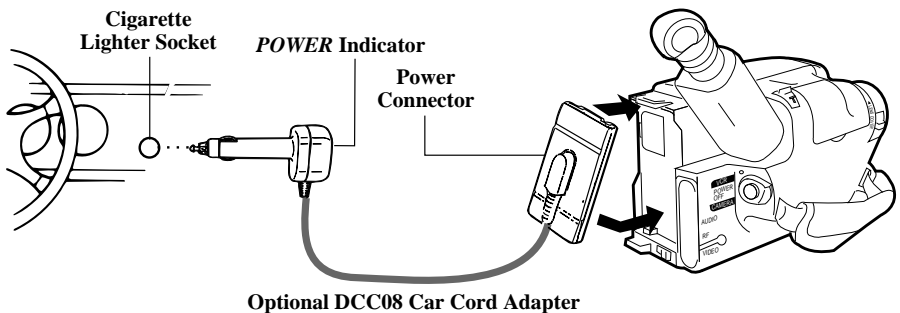 Cigarette
Lighter Socket
POWER Indicator
Power
Connector
VCR
POWER
OFF
CAMERA
AUDIO
RF
VIDEO
Optional DCC08 Car Cord Adapter